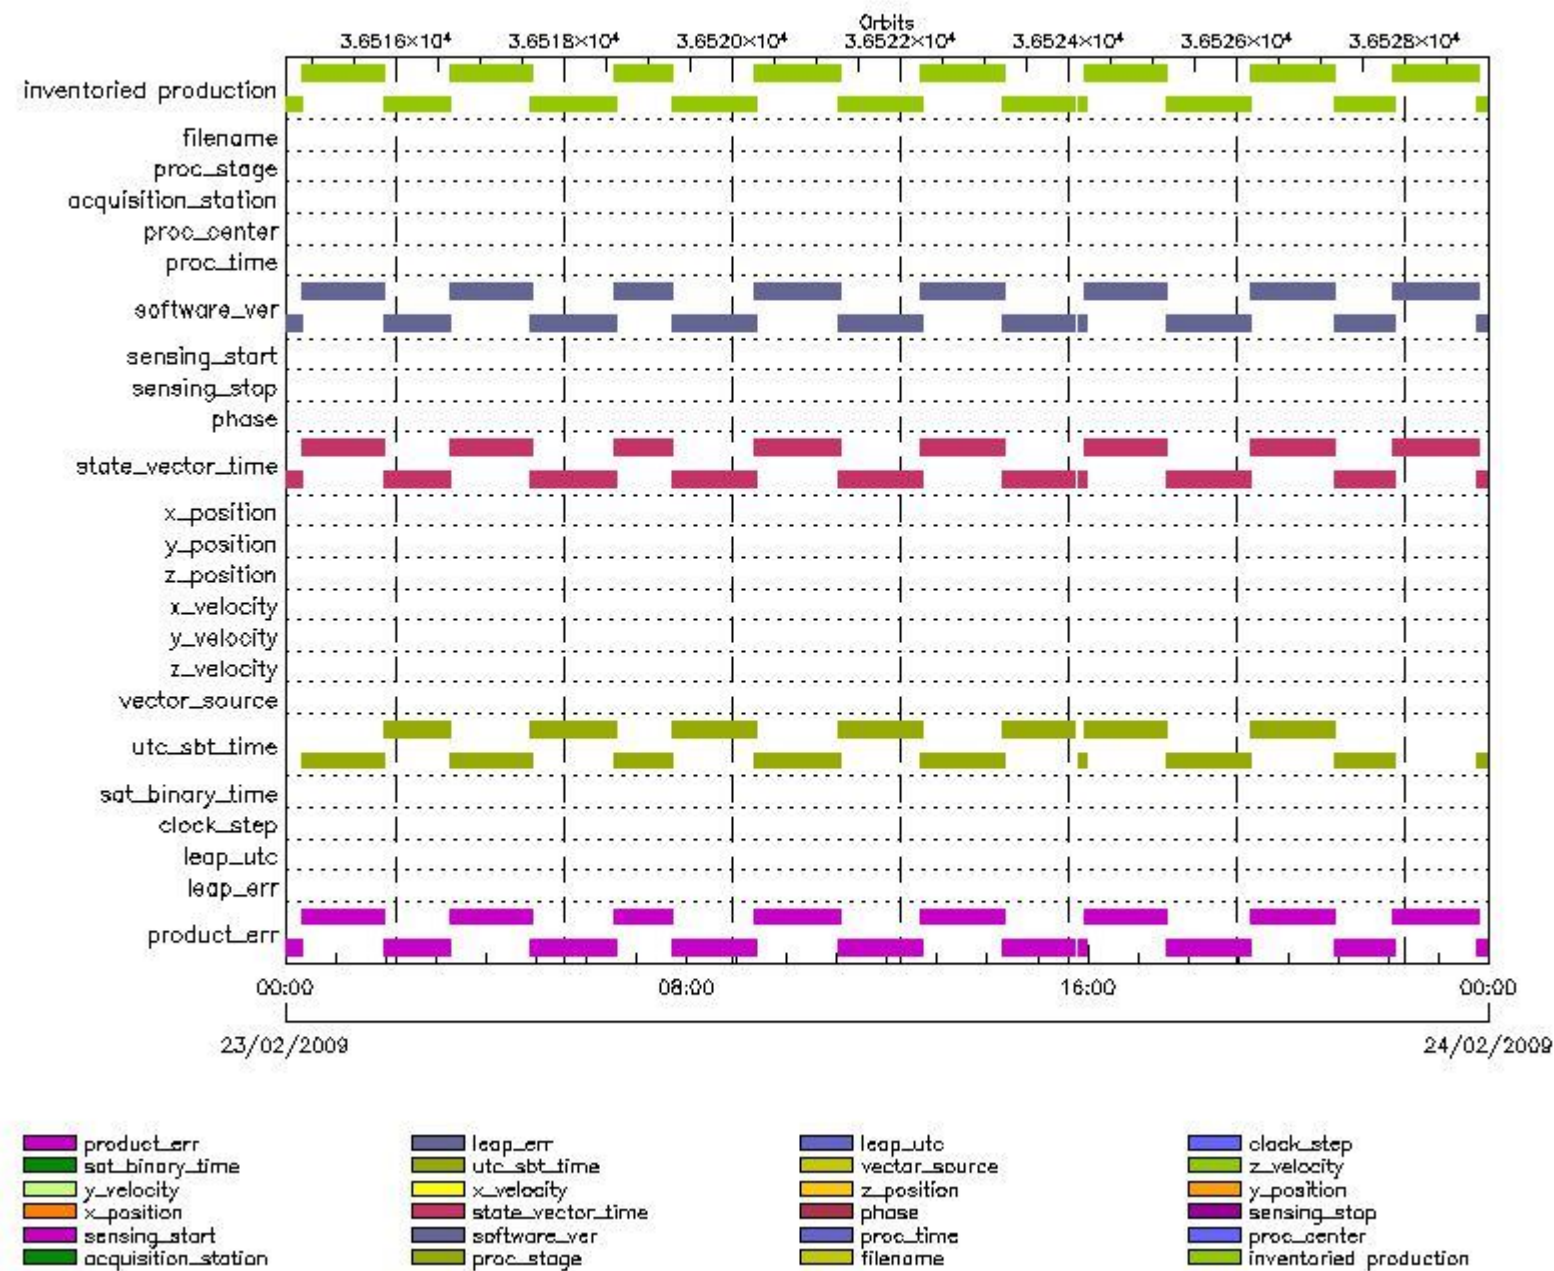 Orbits
3.6516×10⁴ 3.6518×10⁴ 3.6520×10⁴ 3.6522×10⁴ 3.6524×10⁴ 3.6526×10⁴ 3.6528×10⁴
inventoried production
filename
proc_stage
acquisition_station
proc_center
proc_time
software_ver
sensing_start
sensing_stop
phase
state_vector_time
x_position
y_position
z_position
x_velocity
y_velocity
z_velocity
vector_source
utc_sbt_time
sat_binary_time
clock_step
leap_utc
leap_err
product_err
00:00 08:00 16:00 00:00
23/02/2009 24/02/2009
product_err leap_err leap_utc clock_step
sat_binary_time utc_sbt_time vector_source z_velocity
y_velocity x_velocity z_position y_position
x_position state_vector_time phase sensing_stop
sensing_start software_ver proc_time proc_center
acquisition_station proc_stage filename inventoried production